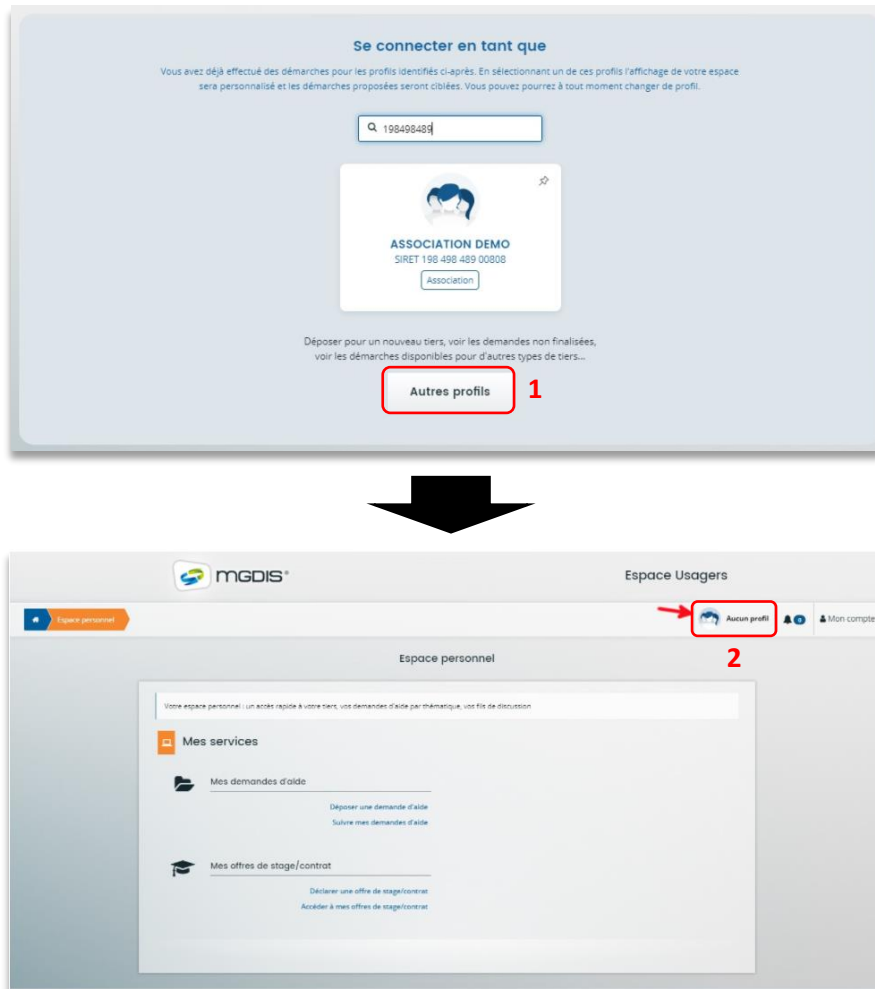 Se connecter en tant que
Vous avez déjà effectué des démarches pour les profils identifiés ci-après. En sélectionnant un de ces profils l'affichage de votre espace
sera personnalisé et les démarches proposées seront ciblées. Vous pouvez pourrez à tout moment changer de profil.
198498489
ASSOCIATION DEMO
SIRET 198 498 489 00808
Association
Déposer pour un nouveau tiers, voir les demandes non finalisées,
voir les démarches disponibles pour d'autres types de tiers...
Autres profils 1
MGDIS®
Espace Usagers
Espace personnel
Aucun profil
0
Mon compte
2
Espace personnel
Votre espace personnel : un accès rapide à votre tiers, vos demandes d'aide par thématique, vos fils de discussion
Mes services
Mes demandes d'aide
Déposer une demande d'aide
Suivre mes demandes d'aide
Mes offres de stage/contrat
Déclarer une offre de stage/contrat
Accéder à mes offres de stage/contrat